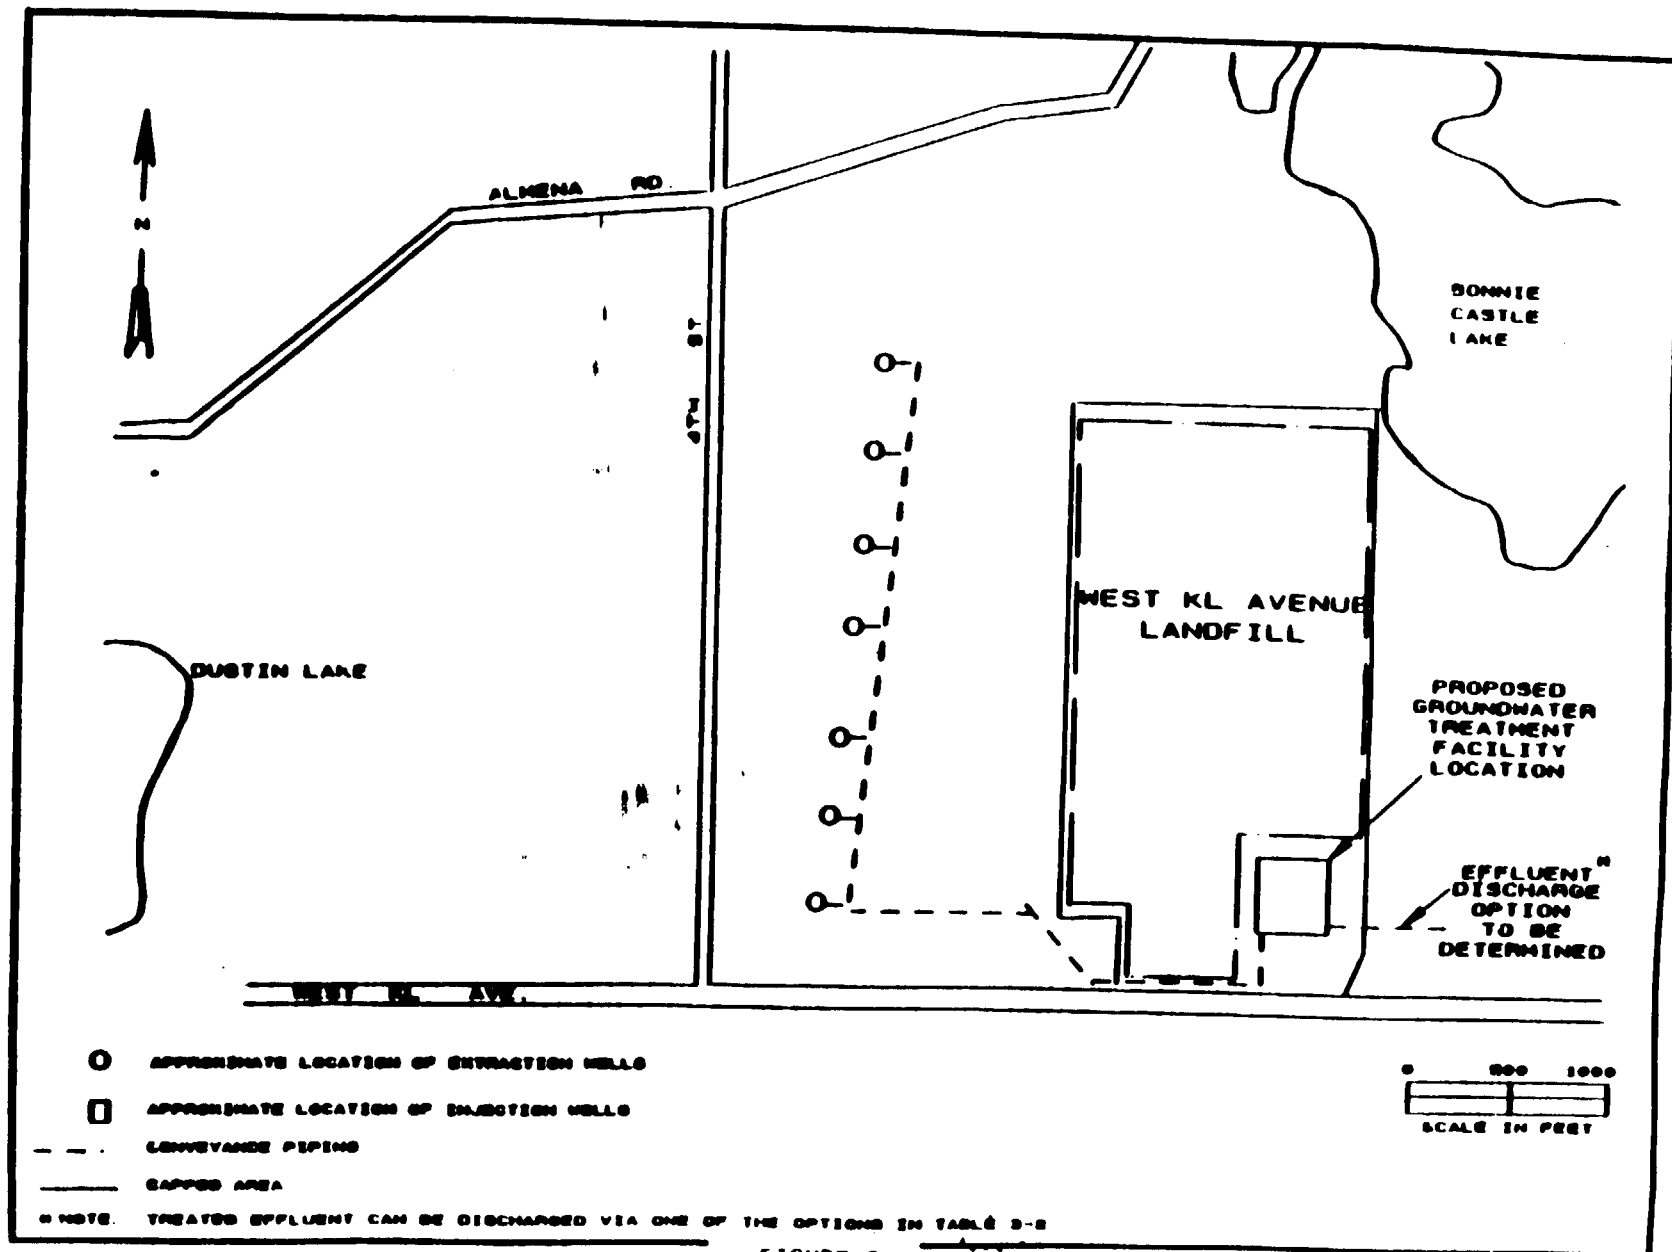 ALMENA RD
N
4TH ST
BONNIE
CASTLE
LAKE
WEST KL AVENUE
LANDFILL
DUSTIN LAKE
PROPOSED
GROUNDWATER
TREATMENT
FACILITY
LOCATION
EFFLUENT*
DISCHARGE
OPTION
TO BE
DETERMINED
WEST KL AVE.
APPROXIMATE LOCATION OF EXTRACTION WELLS
0 500 1000
APPROXIMATE LOCATION OF INJECTION WELLS
SCALE IN FEET
CONVEYANCE PIPING
CAPPED AREA
* NOTE. TREATED EFFLUENT CAN BE DISCHARGED VIA ONE OF THE OPTIONS IN TABLE
FIGURE